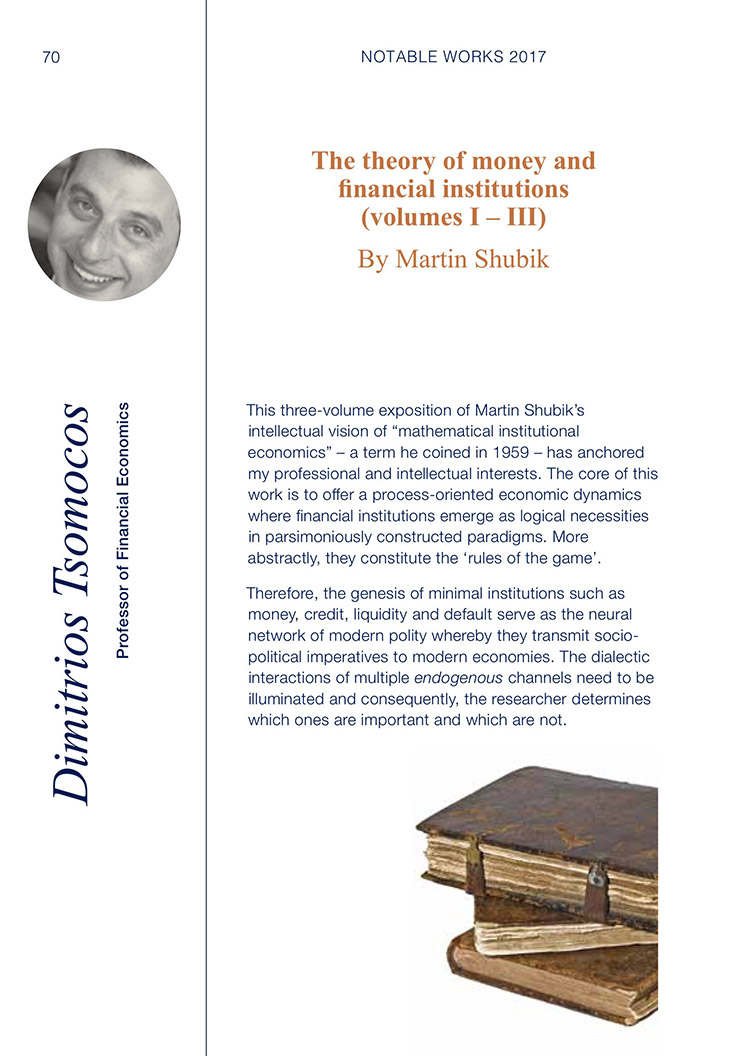 70
NOTABLE WORKS 2017
The theory of money and
financial institutions
(volumes I – III)
By Martin Shubik
Dimitrios Tsomocos
Professor of Financial Economics
This three-volume exposition of Martin Shubik’s
intellectual vision of “mathematical institutional
economics” – a term he coined in 1959 – has anchored
my professional and intellectual interests. The core of this
work is to offer a process-oriented economic dynamics
where financial institutions emerge as logical necessities
in parsimoniously constructed paradigms. More
abstractly, they constitute the ‘rules of the game’.
Therefore, the genesis of minimal institutions such as
money, credit, liquidity and default serve as the neural
network of modern polity whereby they transmit socio-
political imperatives to modern economies. The dialectic
interactions of multiple endogenous channels need to be
illuminated and consequently, the researcher determines
which ones are important and which are not.